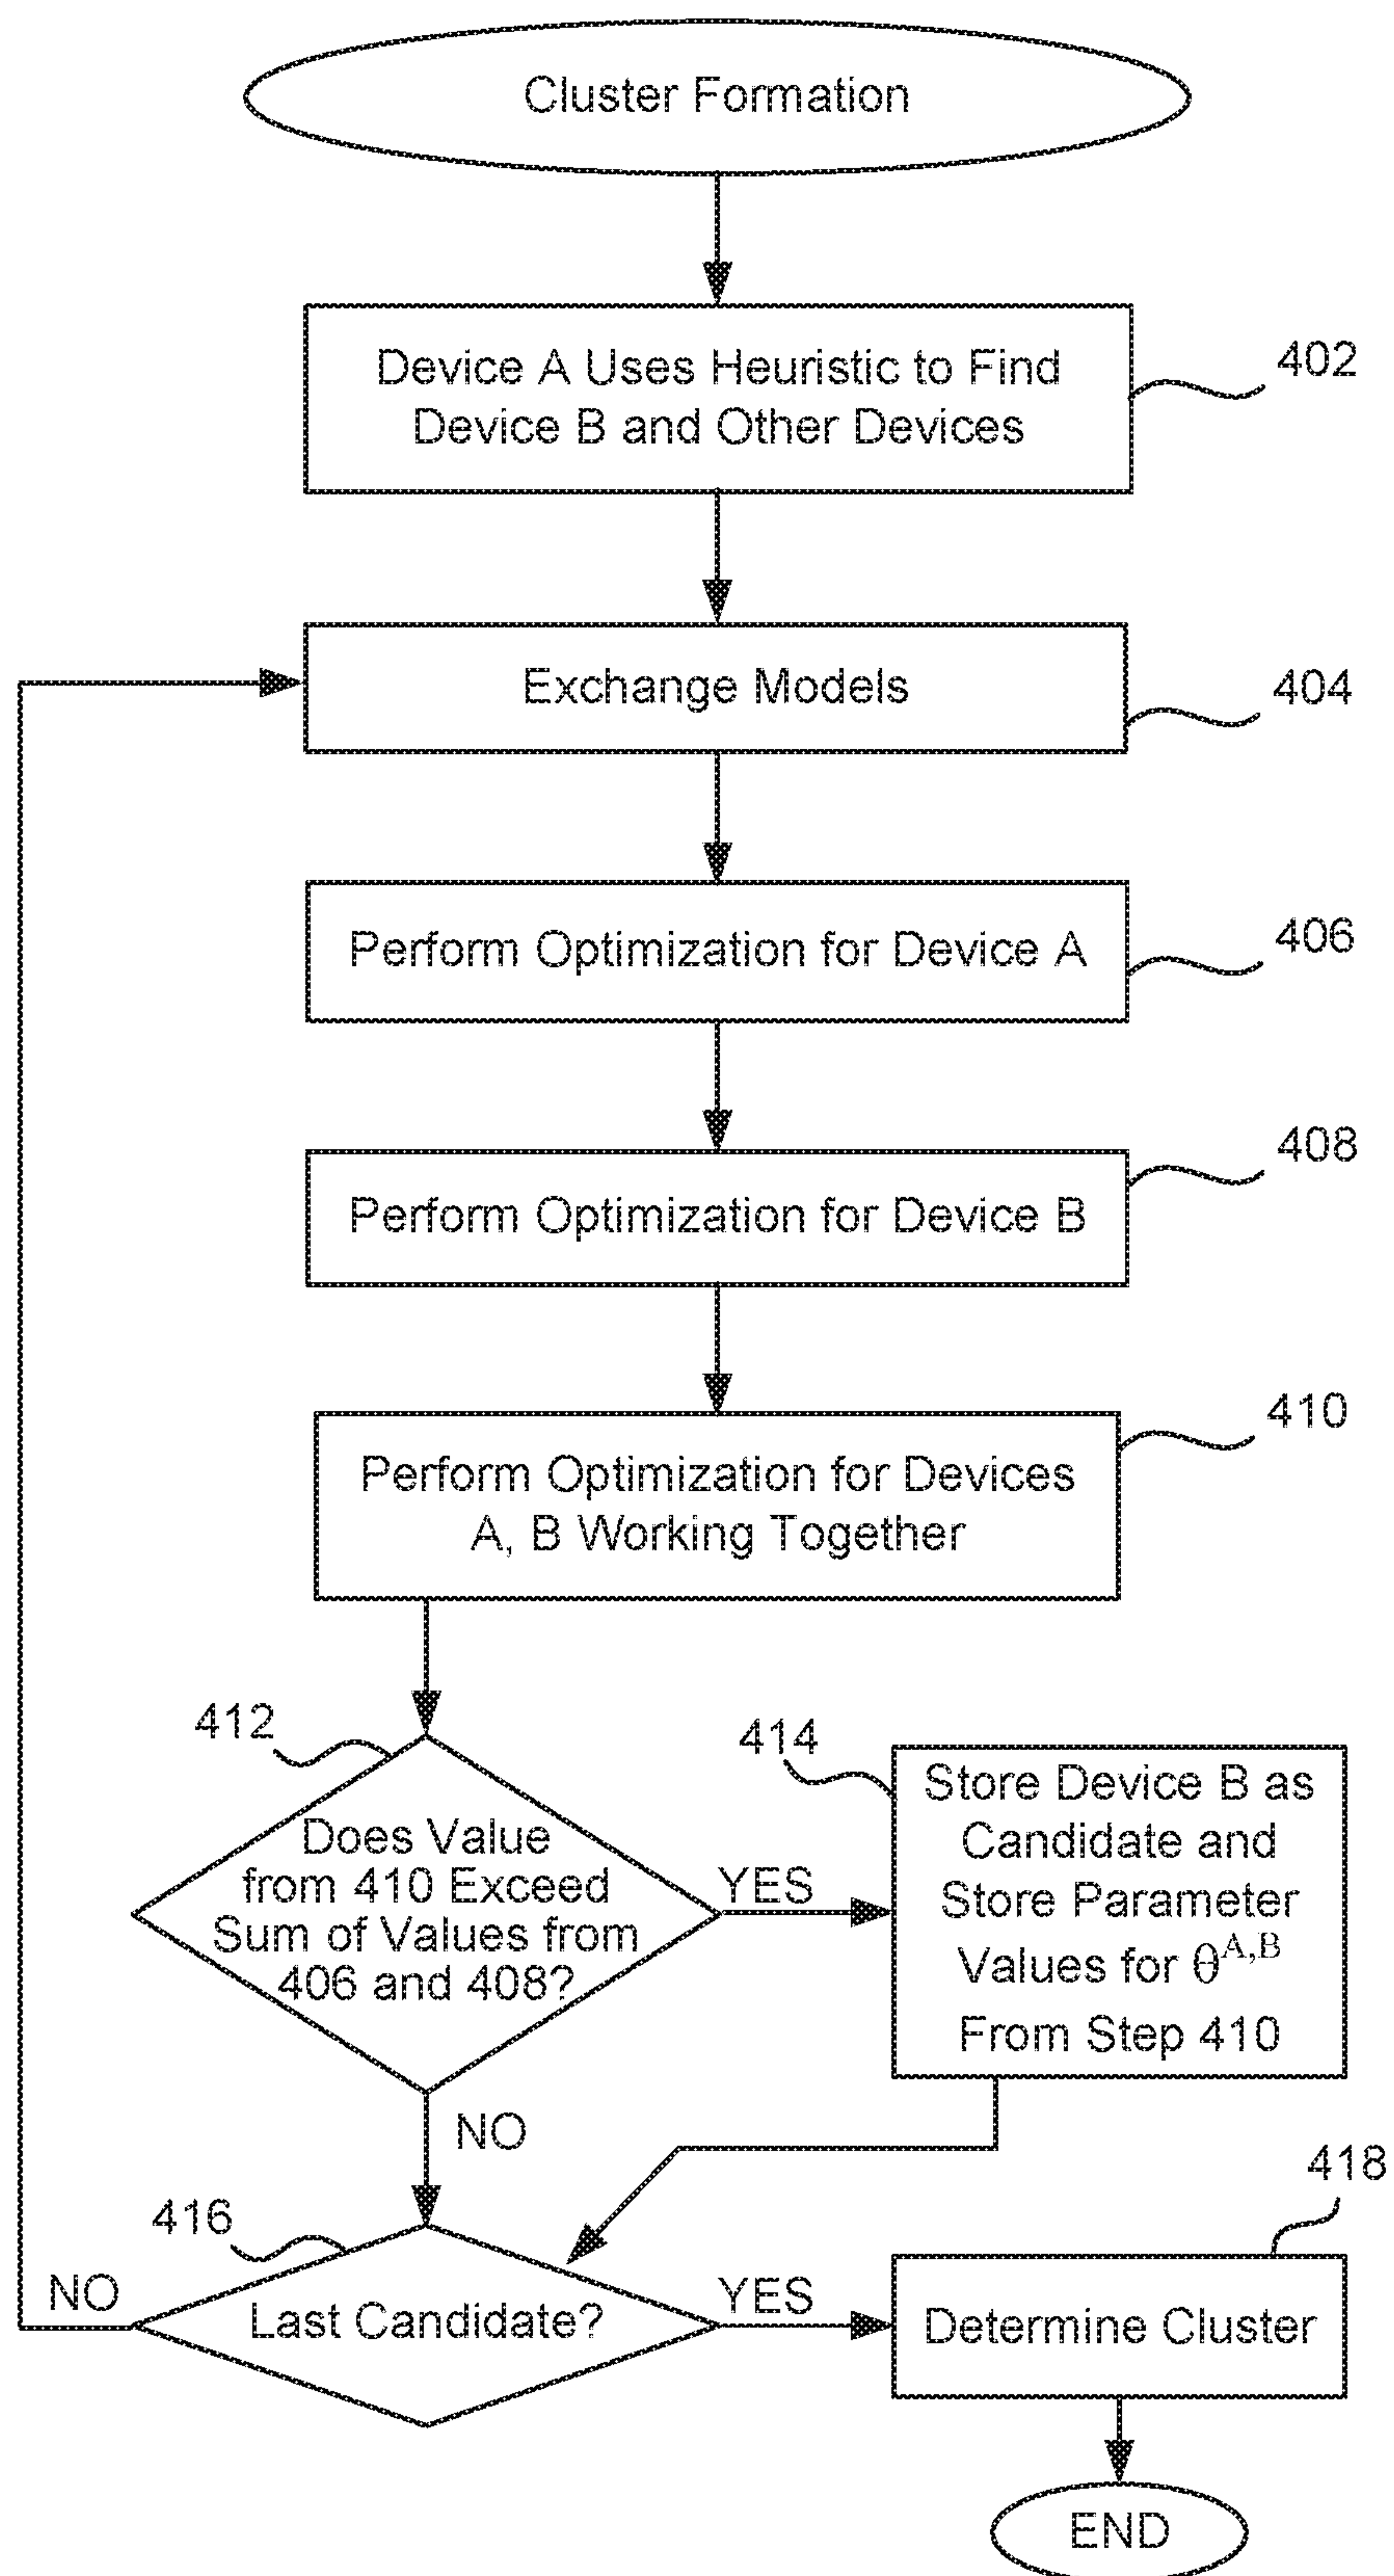 Cluster Formation
Device A Uses Heuristic to Find
Device B and Other Devices
402
Exchange Models
404
Perform Optimization for Device A
406
Perform Optimization for Device B
408
Perform Optimization for Devices
A, B Working Together
410
412
Does Value
from 410 Exceed
Sum of Values from
406 and 408?
YES
414
Store Device B as
Candidate and
Store Parameter
Values for θ^A,B
From Step 410
NO
416
Last Candidate?
NO
YES
418
Determine Cluster
END